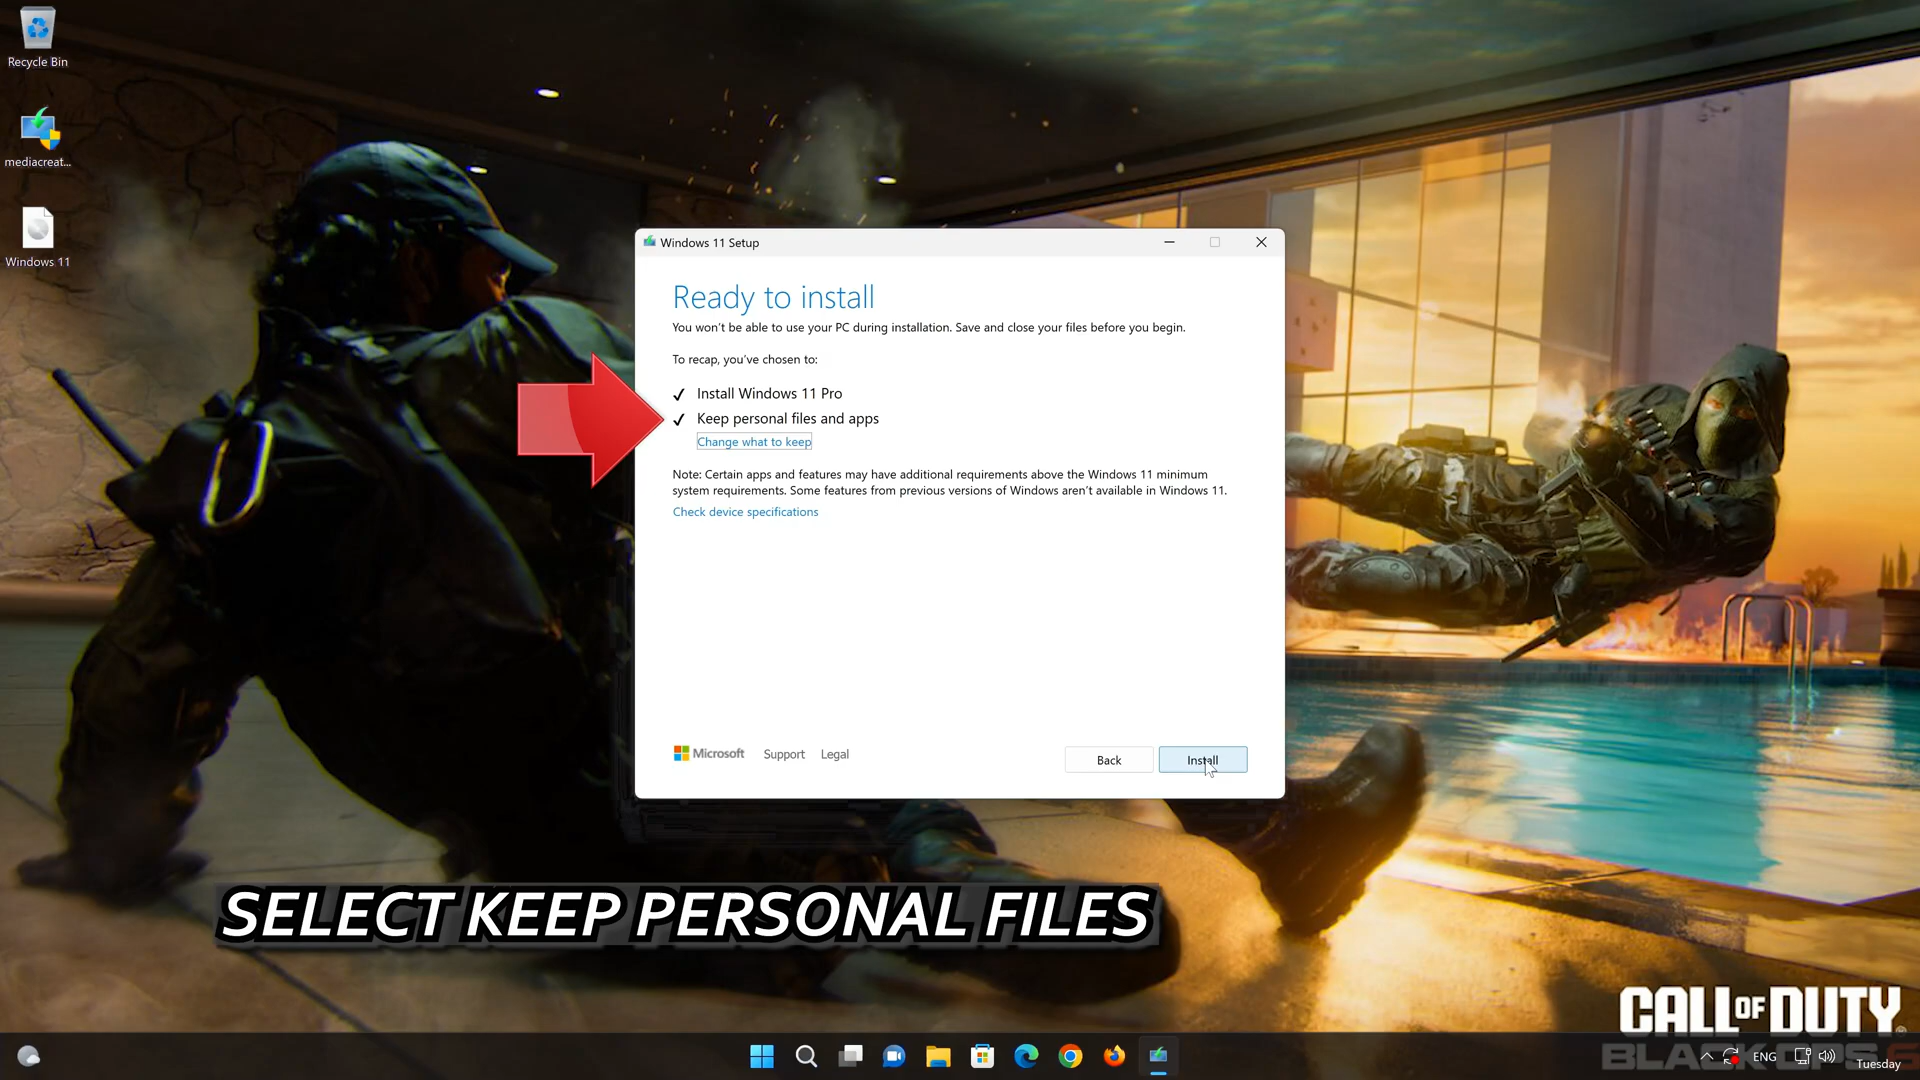 Recycle Bin
mediacreat...
Windows 11
Windows 11 Setup
Ready to install
You won't be able to use your PC during installation. Save and close your files before you begin.
To recap, you've chosen to:
Install Windows 11 Pro
Keep personal files and apps
Change what to keep
Note: Certain apps and features may have additional requirements above the Windows 11 minimum
system requirements. Some features from previous versions of Windows aren't available in Windows 11.
Check device specifications
Microsoft Support Legal
Back Install
SELECT KEEP PERSONAL FILES
CALL OF DUTY
BLACK OPS 6
ENG
Tuesday